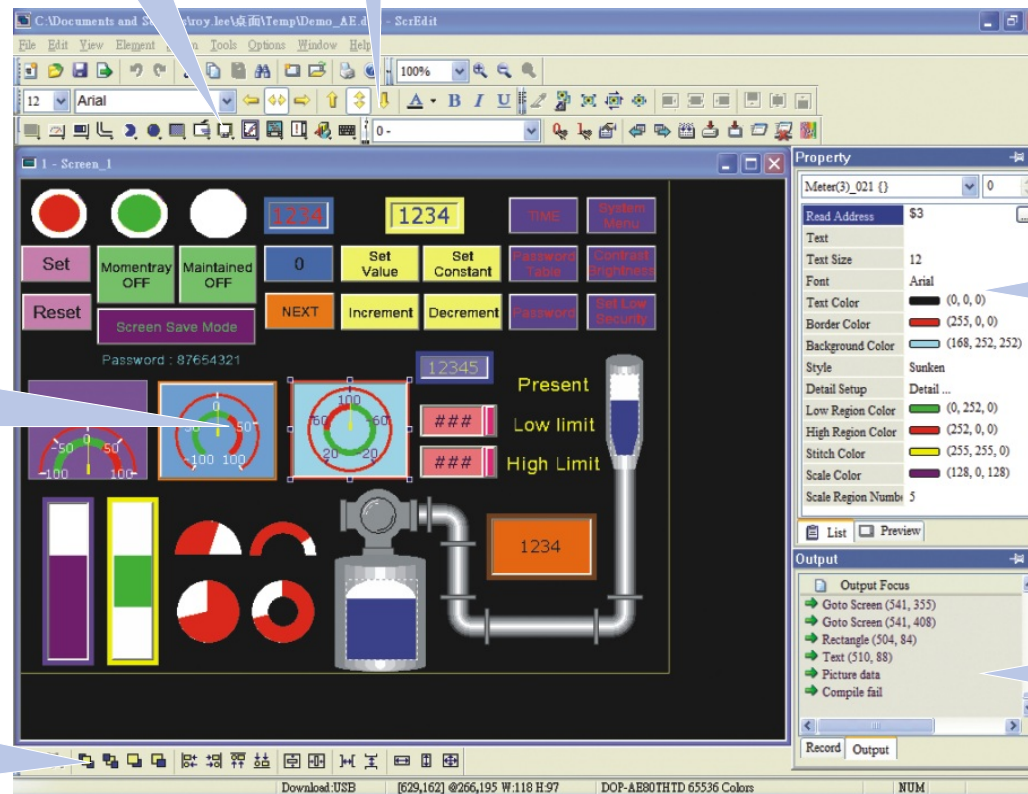 C:\Documents and S \roy.lee\桌面\Temp\Demo_AE.d - ScrEdit
File Edit View Element Tools Options Window Help
100%
12 Arial
0 -
1 - Screen_1
1234
1234
TIME
System Menu
Set
Momentray OFF
Maintained OFF
0
Set Value
Set Constant
Password Table
Contrast Brightness
Reset
Screen Save Mode
NEXT
Increment
Decrement
Password
Set Low Security
Password : 87654321
12345
Present
### Low limit
### High Limit
-50 0 50
-100 100
0
-50 50
-100 100
100
-60 -60
20 20
1234
Property
Meter(3)_021 {} 0
Read Address $3 ...
Text
Text Size 12
Font Arial
Text Color (0, 0, 0)
Border Color (255, 0, 0)
Background Color (168, 252, 252)
Style Sunken
Detail Setup Detail ...
Low Region Color (0, 252, 0)
High Region Color (252, 0, 0)
Stitch Color (255, 255, 0)
Scale Color (128, 0, 128)
Scale Region Numbe 5
List Preview
Output
Output Focus
Goto Screen (541, 355)
Goto Screen (541, 408)
Rectangle (504, 84)
Text (510, 88)
Picture data
Compile fail
Record Output
Download:USB [629,162] @266,195 W:118 H:97 DOP-AE80THTD 65536 Colors NUM